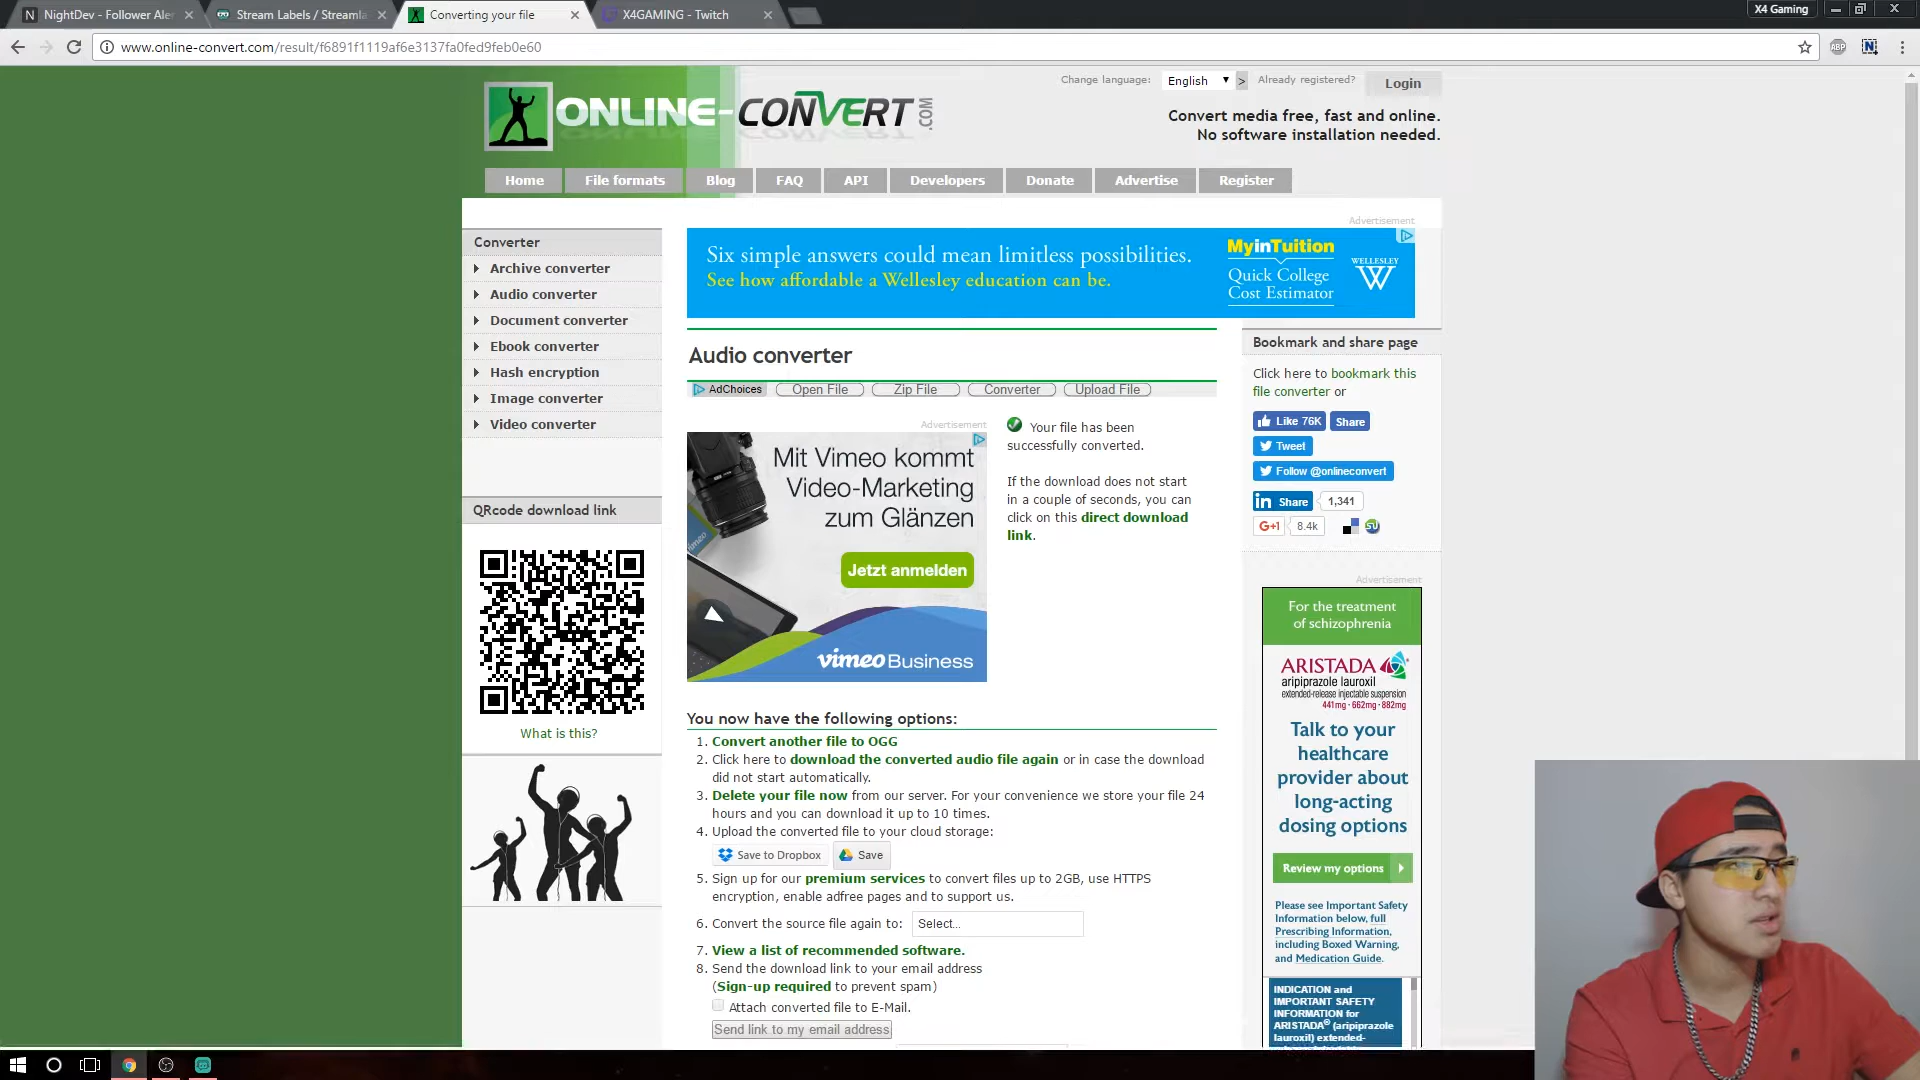 NightDev - Follower Aler
Stream Labels / Streamla
Converting your file
X4GAMING - Twitch
X4 Gaming
www.online-convert.com/result/f6891f1119af6e3137fa0fed9feb0e60
ABP
N
ONLINE-CONVERT.COM
Change language:
English
>
Already registered?
Login
Convert media free, fast and online.
No software installation needed.
Home
File formats
Blog
FAQ
API
Developers
Donate
Advertise
Register
Converter
Archive converter
Audio converter
Document converter
Ebook converter
Hash encryption
Image converter
Video converter
QRcode download link
What is this?
Advertisement
Six simple answers could mean limitless possibilities.
See how affordable a Wellesley education can be.
MyinTuition
Quick College
Cost Estimator
WELLESLEY
W
Audio converter
AdChoices
Open File
Zip File
Converter
Upload File
Advertisement
Mit Vimeo kommt
Video-Marketing
zum Glänzen
Jetzt anmelden
vimeo
vimeo Business
Your file has been
successfully converted.
If the download does not start
in a couple of seconds, you can
click on this direct download
link.
You now have the following options:
1. Convert another file to OGG
2. Click here to download the converted audio file again or in case the download
did not start automatically.
3. Delete your file now from our server. For your convenience we store your file 24
hours and you can download it up to 10 times.
4. Upload the converted file to your cloud storage:
Save to Dropbox
Save
5. Sign up for our premium services to convert files up to 2GB, use HTTPS
encryption, enable adfree pages and to support us.
6. Convert the source file again to:
Select...
7. View a list of recommended software.
8. Send the download link to your email address
(Sign-up required to prevent spam)
Attach converted file to E-Mail.
Send link to my email address
Bookmark and share page
Click here to bookmark this
file converter or
Like 76K
Share
Tweet
Follow @onlineconvert
in Share
1,341
G+1
8.4k
Advertisement
For the treatment
of schizophrenia
ARISTADA
aripiprazole lauroxil
extended-release injectable suspension
441mg · 662mg · 882mg
Talk to your
healthcare
provider about
long-acting
dosing options
Review my options
Please see Important Safety
Information below, full
Prescribing Information,
including Boxed Warning,
and Medication Guide.
INDICATION and
IMPORTANT SAFETY
INFORMATION for
ARISTADA® (aripiprazole
lauroxil) extended-